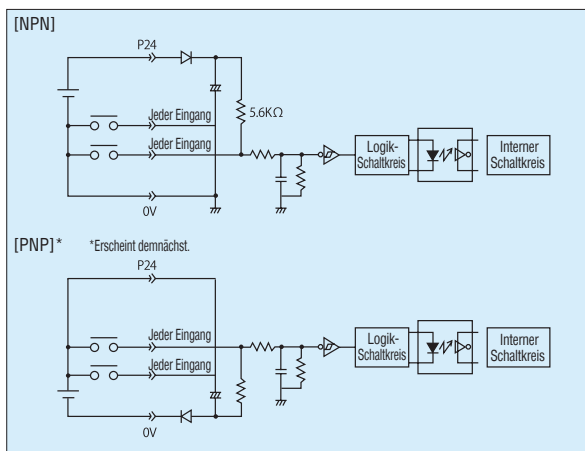 [NPN]
P24
Jeder Eingang
5.6KΩ
Jeder Eingang
Logik-
Schaltkreis
Interner
Schaltkreis
0V
[PNP]* *Erscheint demnächst.
P24
Jeder Eingang
Logik-
Schaltkreis
Interner
Schaltkreis
Jeder Eingang
0V